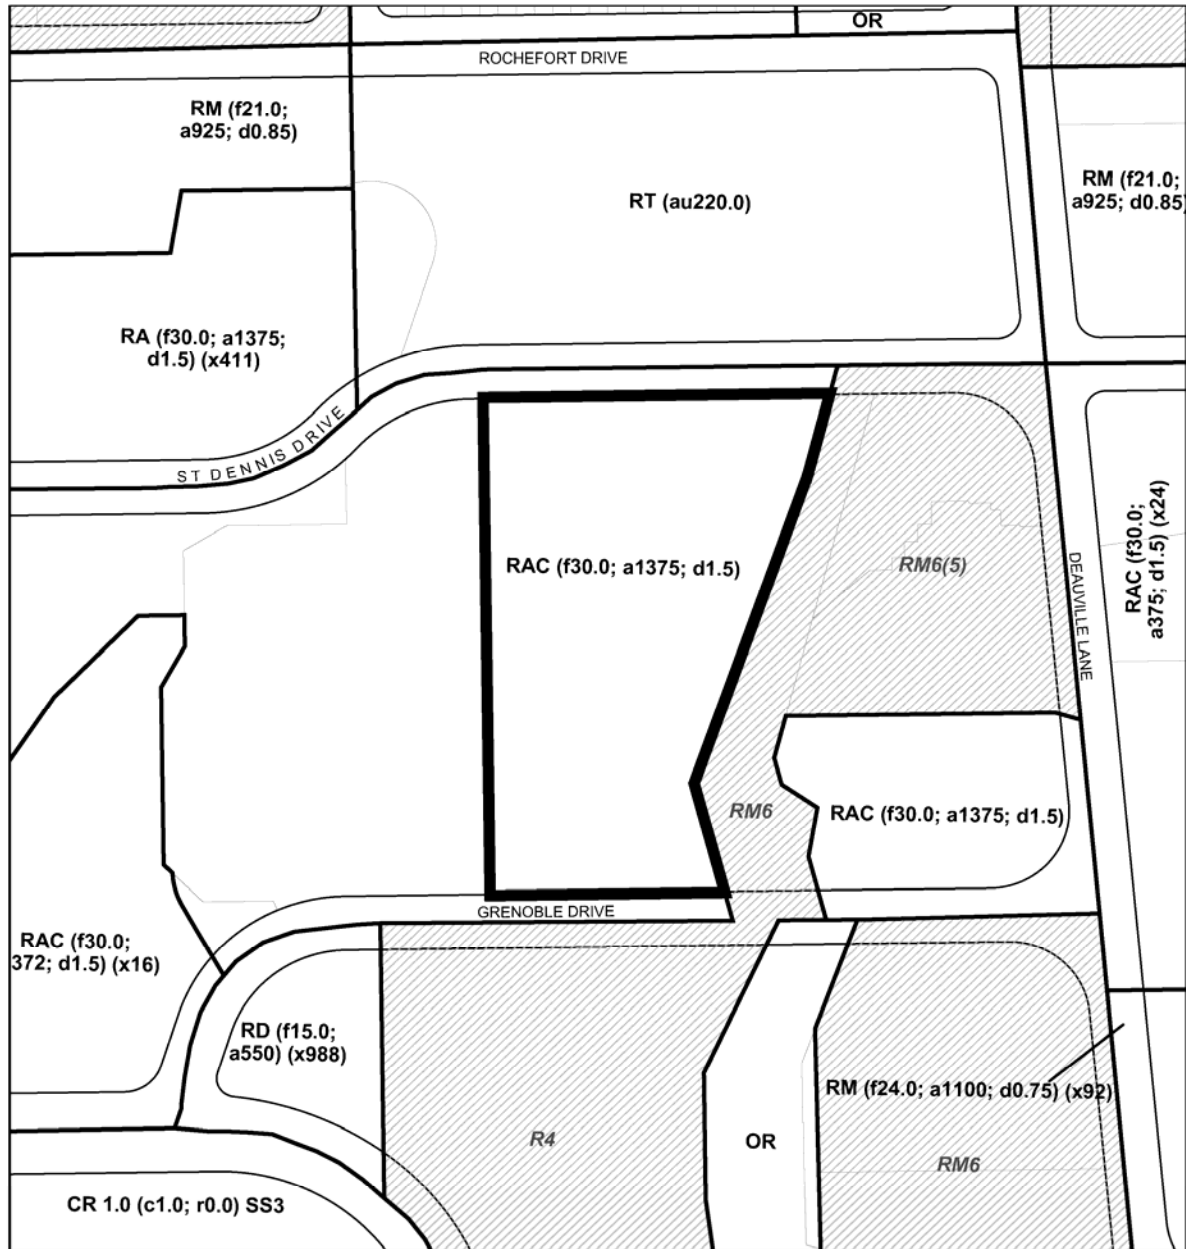 OR
ROCHEFORT DRIVE
RM (f21.0;
a925; d0.85)
RT (au220.0)
RM (f21.0;
a925; d0.85)
RA (f30.0; a1375;
d1.5) (x411)
ST DENNIS DRIVE
RAC (f30.0; a1375; d1.5)
RM6(5)
DEAUVILLE LANE
RAC (f30.0;
a375; d1.5) (x24)
RM6
RAC (f30.0; a1375; d1.5)
GRENOBLE DRIVE
RAC (f30.0;
372; d1.5) (x16)
RD (f15.0;
a550) (x988)
RM (f24.0; a1100; d0.75) (x92)
R4
OR
RM6
CR 1.0 (c1.0; r0.0) SS3